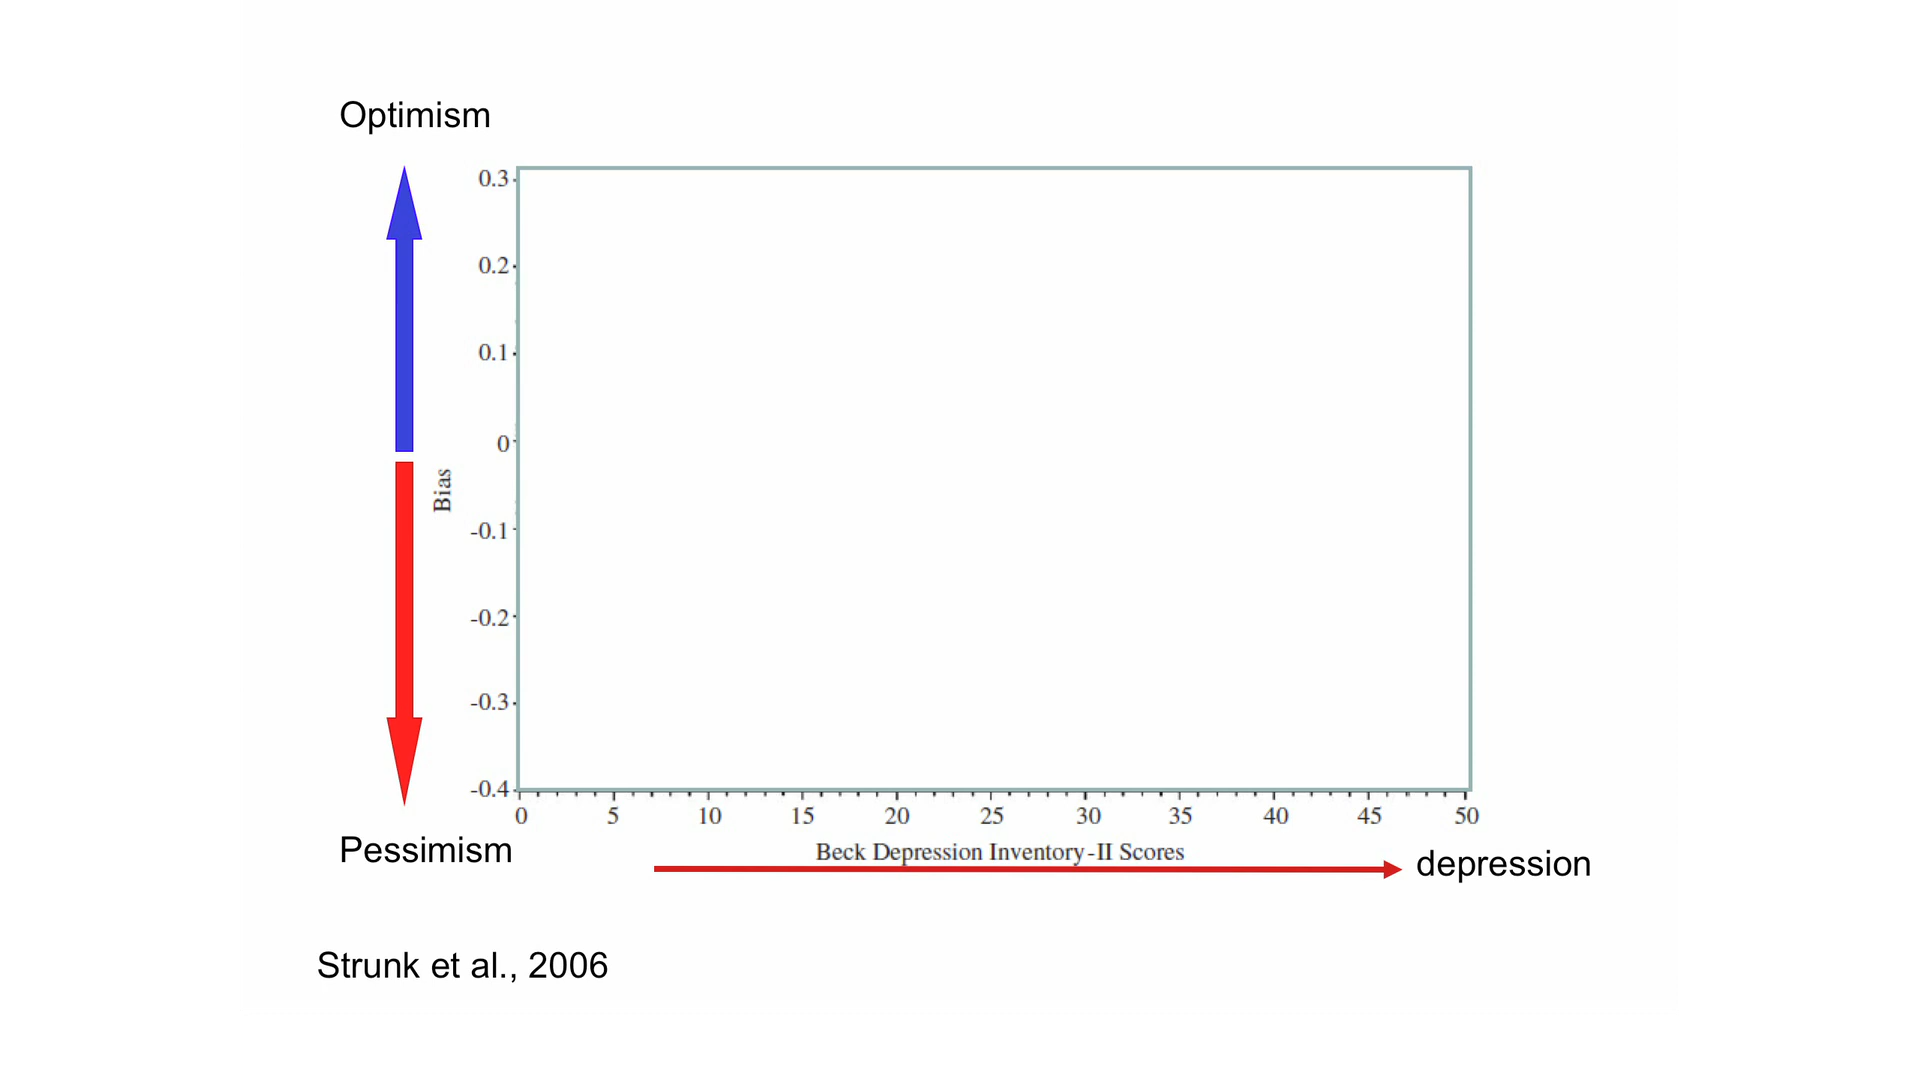 Optimism
0.3
0.2
0.1
0
-0.1
-0.2
-0.3
-0.4
Bias
0 5 10 15 20 25 30 35 40 45 50
Pessimism
Beck Depression Inventory-II Scores
depression
Strunk et al., 2006